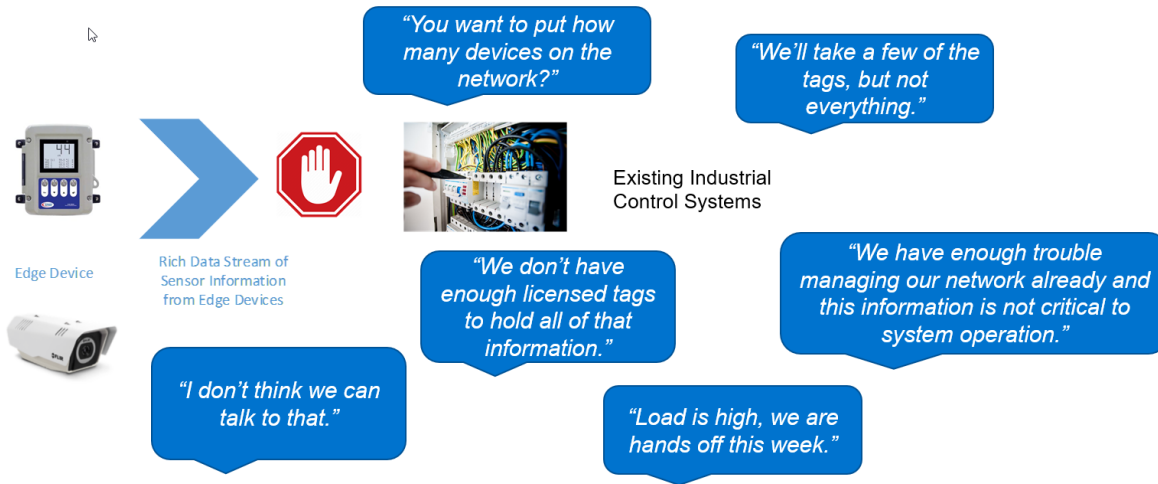 “You want to put how
many devices on the
network?”
“We’ll take a few of the
tags, but not
everything.”
44
Existing Industrial
Control Systems
Edge Device
Rich Data Stream of
Sensor Information
from Edge Devices
“We don’t have
enough licensed tags
to hold all of that
information.”
“We have enough trouble
managing our network already and
this information is not critical to
system operation.”
FLIR
“I don’t think we can
talk to that.”
“Load is high, we are
hands off this week.”